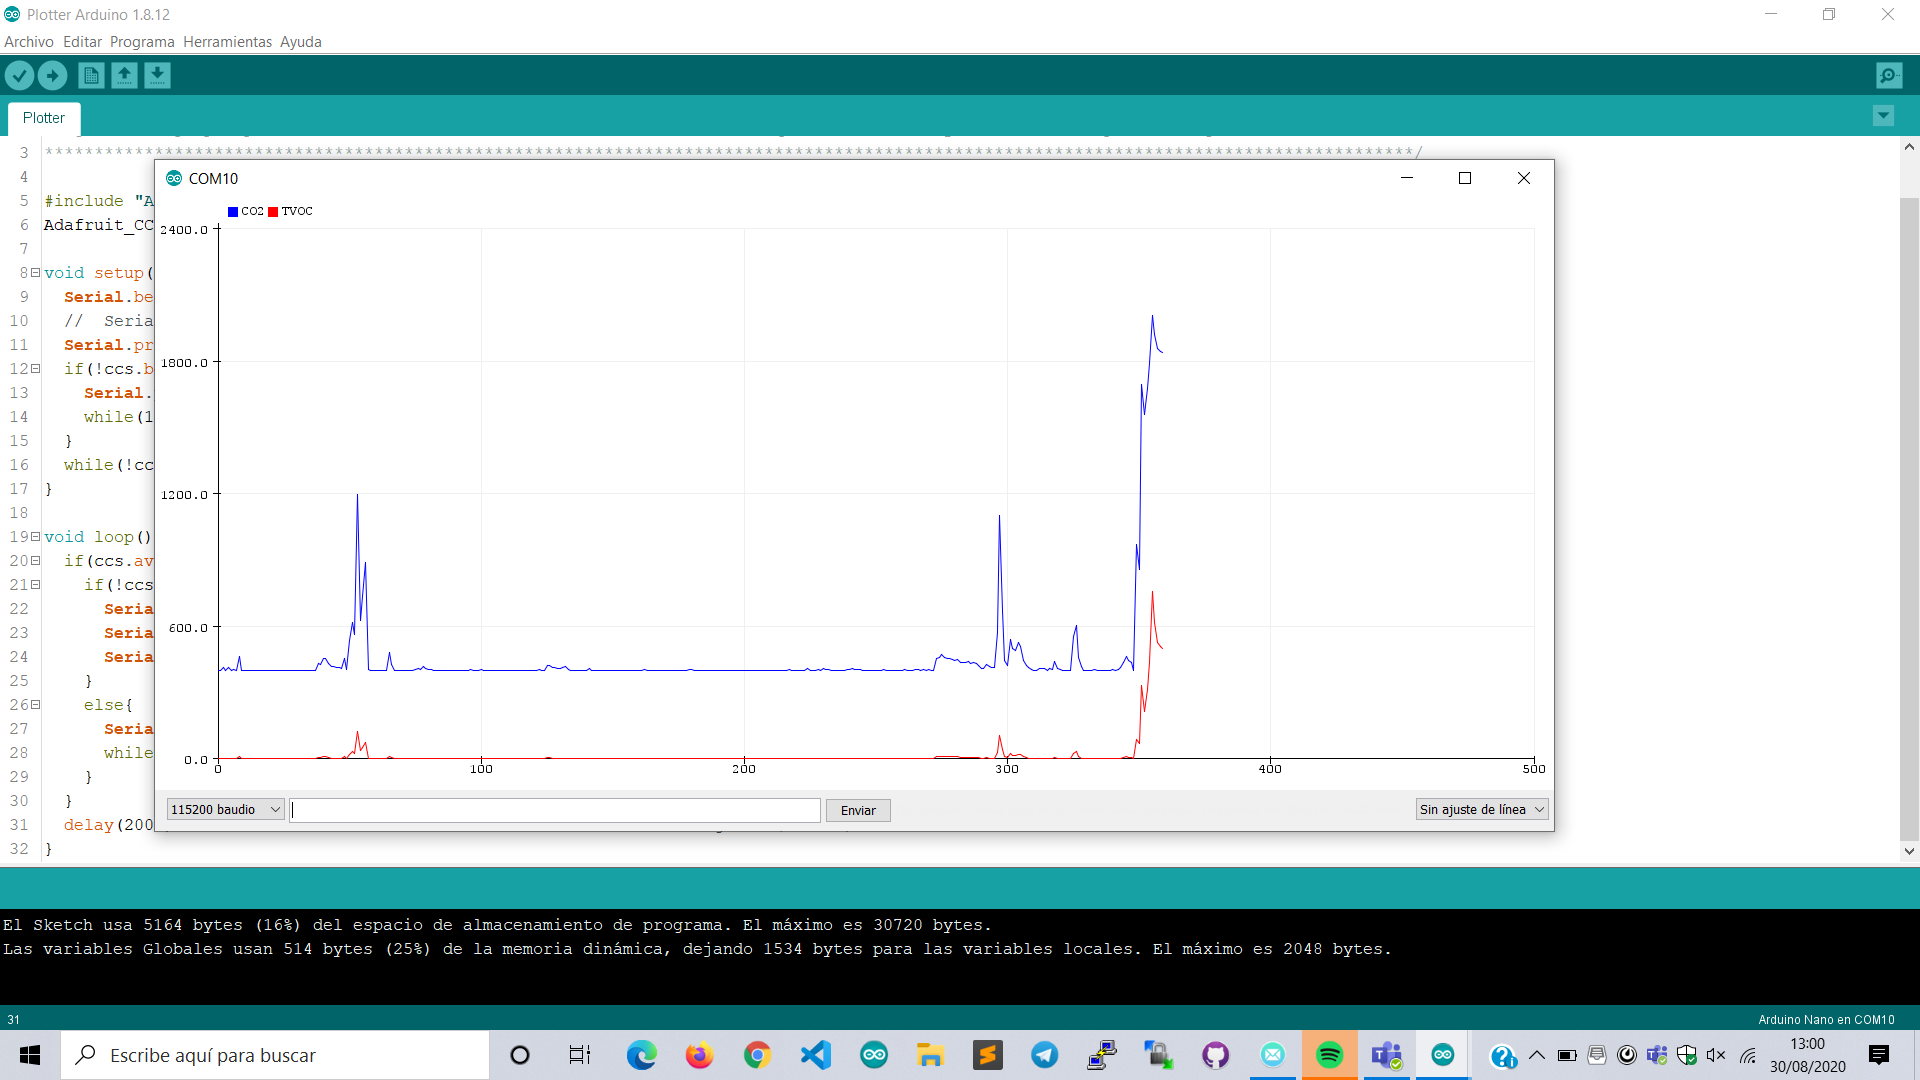 Plotter Arduino 1.8.12
Archivo Editar Programa Herramientas Ayuda
Plotter
3 *****************************************************************************************************************************************/
4
5 #include "A
6 Adafruit_CC
7
8 void setup(
9 Serial.be
10 // Seria
11 Serial.pr
12 if(!ccs.b
13 Serial.
14 while(1
15 }
16 while(!cc
17 }
18
19 void loop()
20 if(ccs.av
21 if(!ccs
22 Seria
23 Seria
24 Seria
25 }
26 else{
27 Seria
28 while
29 }
30 }
31 delay(200
32 }
COM10
CO2 TVOC
2400.0
1800.0
1200.0
600.0
0.0
0 100 200 300 400 500
115200 baudio
Enviar
Sin ajuste de línea
El Sketch usa 5164 bytes (16%) del espacio de almacenamiento de programa. El máximo es 30720 bytes.
Las variables Globales usan 514 bytes (25%) de la memoria dinámica, dejando 1534 bytes para las variables locales. El máximo es 2048 bytes.
31
Arduino Nano en COM10
Escribe aquí para buscar
13:00
30/08/2020